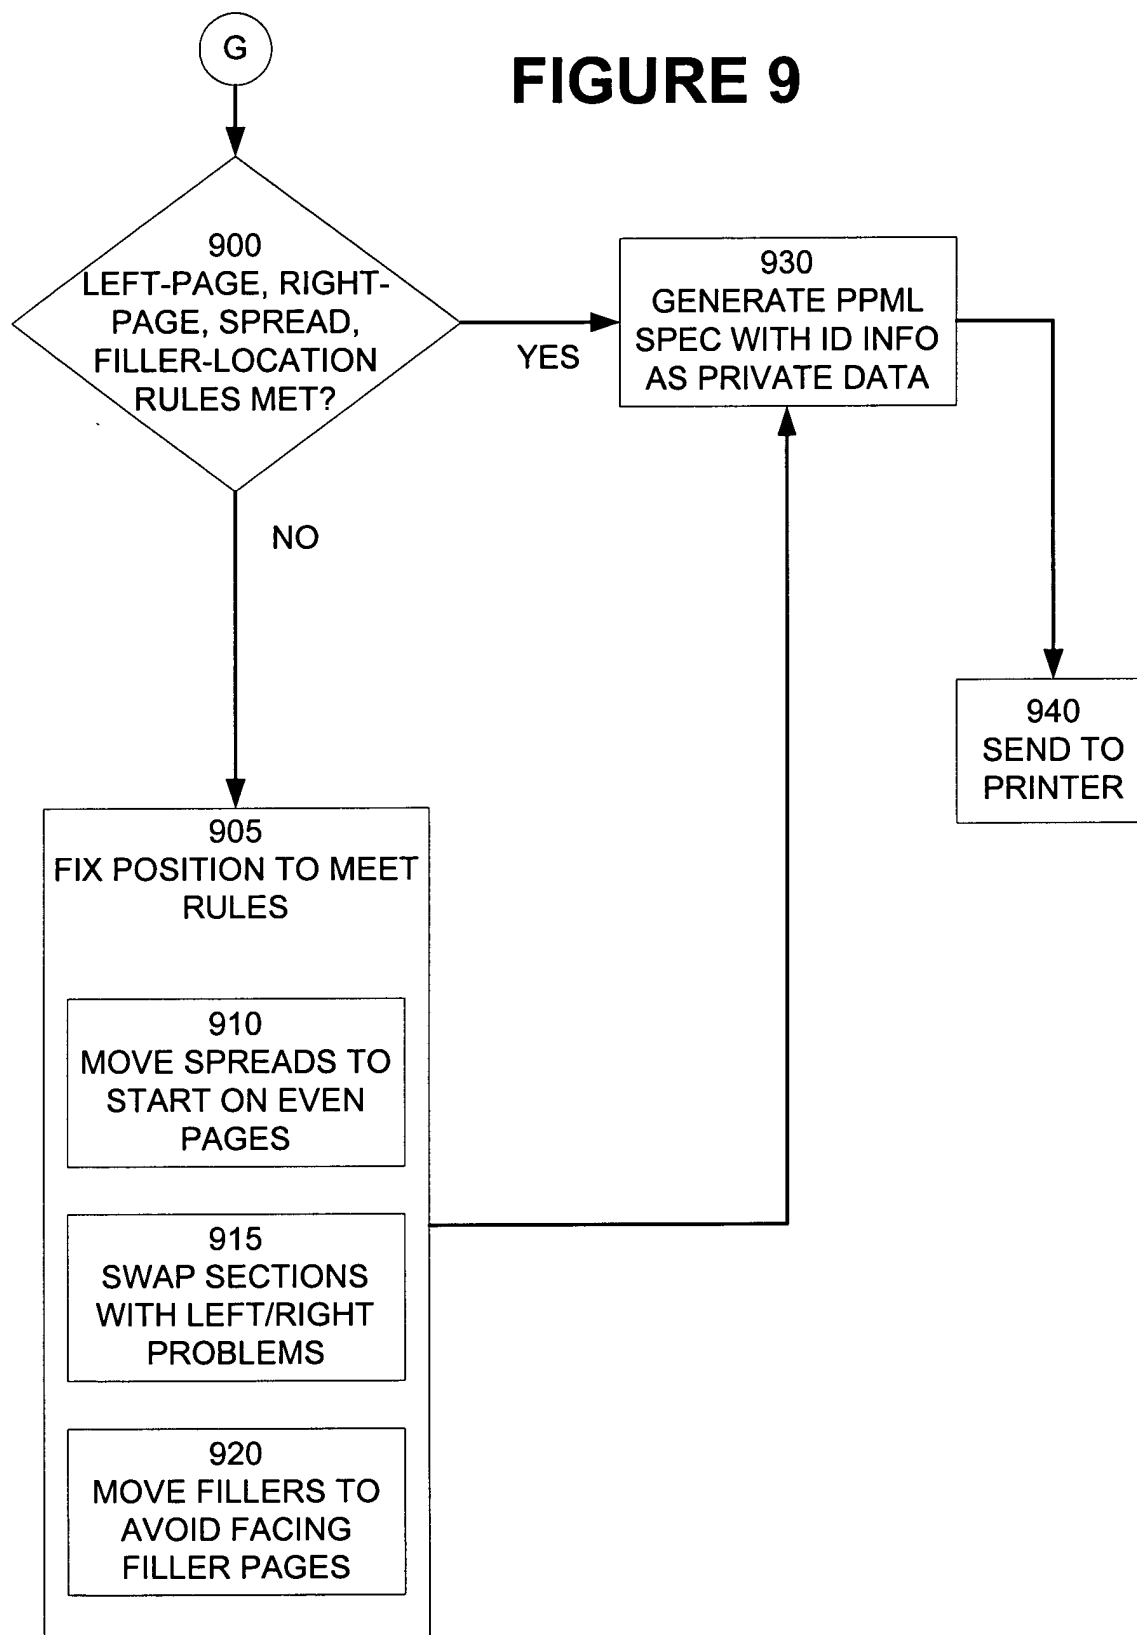 G
FIGURE 9
900
LEFT-PAGE, RIGHT-
PAGE, SPREAD,
FILLER-LOCATION
RULES MET?
YES
NO
930
GENERATE PPML
SPEC WITH ID INFO
AS PRIVATE DATA
940
SEND TO
PRINTER
905
FIX POSITION TO MEET
RULES
910
MOVE SPREADS TO
START ON EVEN
PAGES
915
SWAP SECTIONS
WITH LEFT/RIGHT
PROBLEMS
920
MOVE FILLERS TO
AVOID FACING
FILLER PAGES